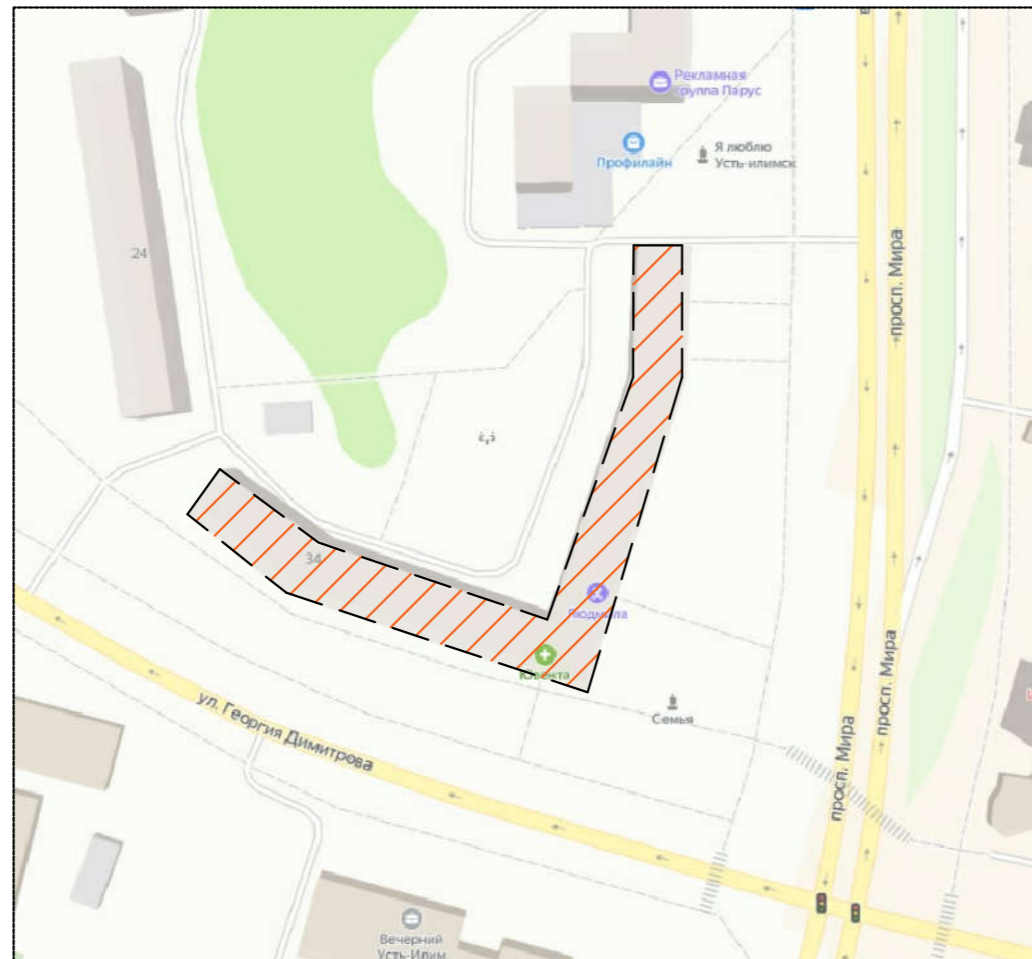 Рекламная
группа Парус
Профилайн
Я люблю
Усть-илимск
24
просп. Мира
34
Людмила
Ювента
Семья
ул. Георгия Димитрова
просп. Мира
просп. Мира
Вечерний
Усть-Илим